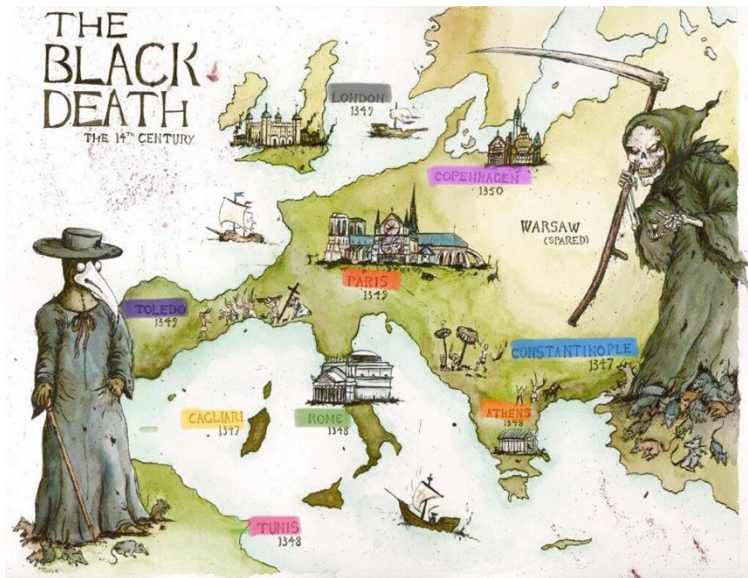 THE
BLACK
DEATH
THE 14TH CENTURY
LONDON
1349
COPENHAGEN
1350
WARSAW
(SPARED)
PARIS
1349
TOLEDO
1349
CONSTANTINOPLE
1347
CAGLIARI
1347
ROME
1348
ATHENS
1348
TUNIS
1348